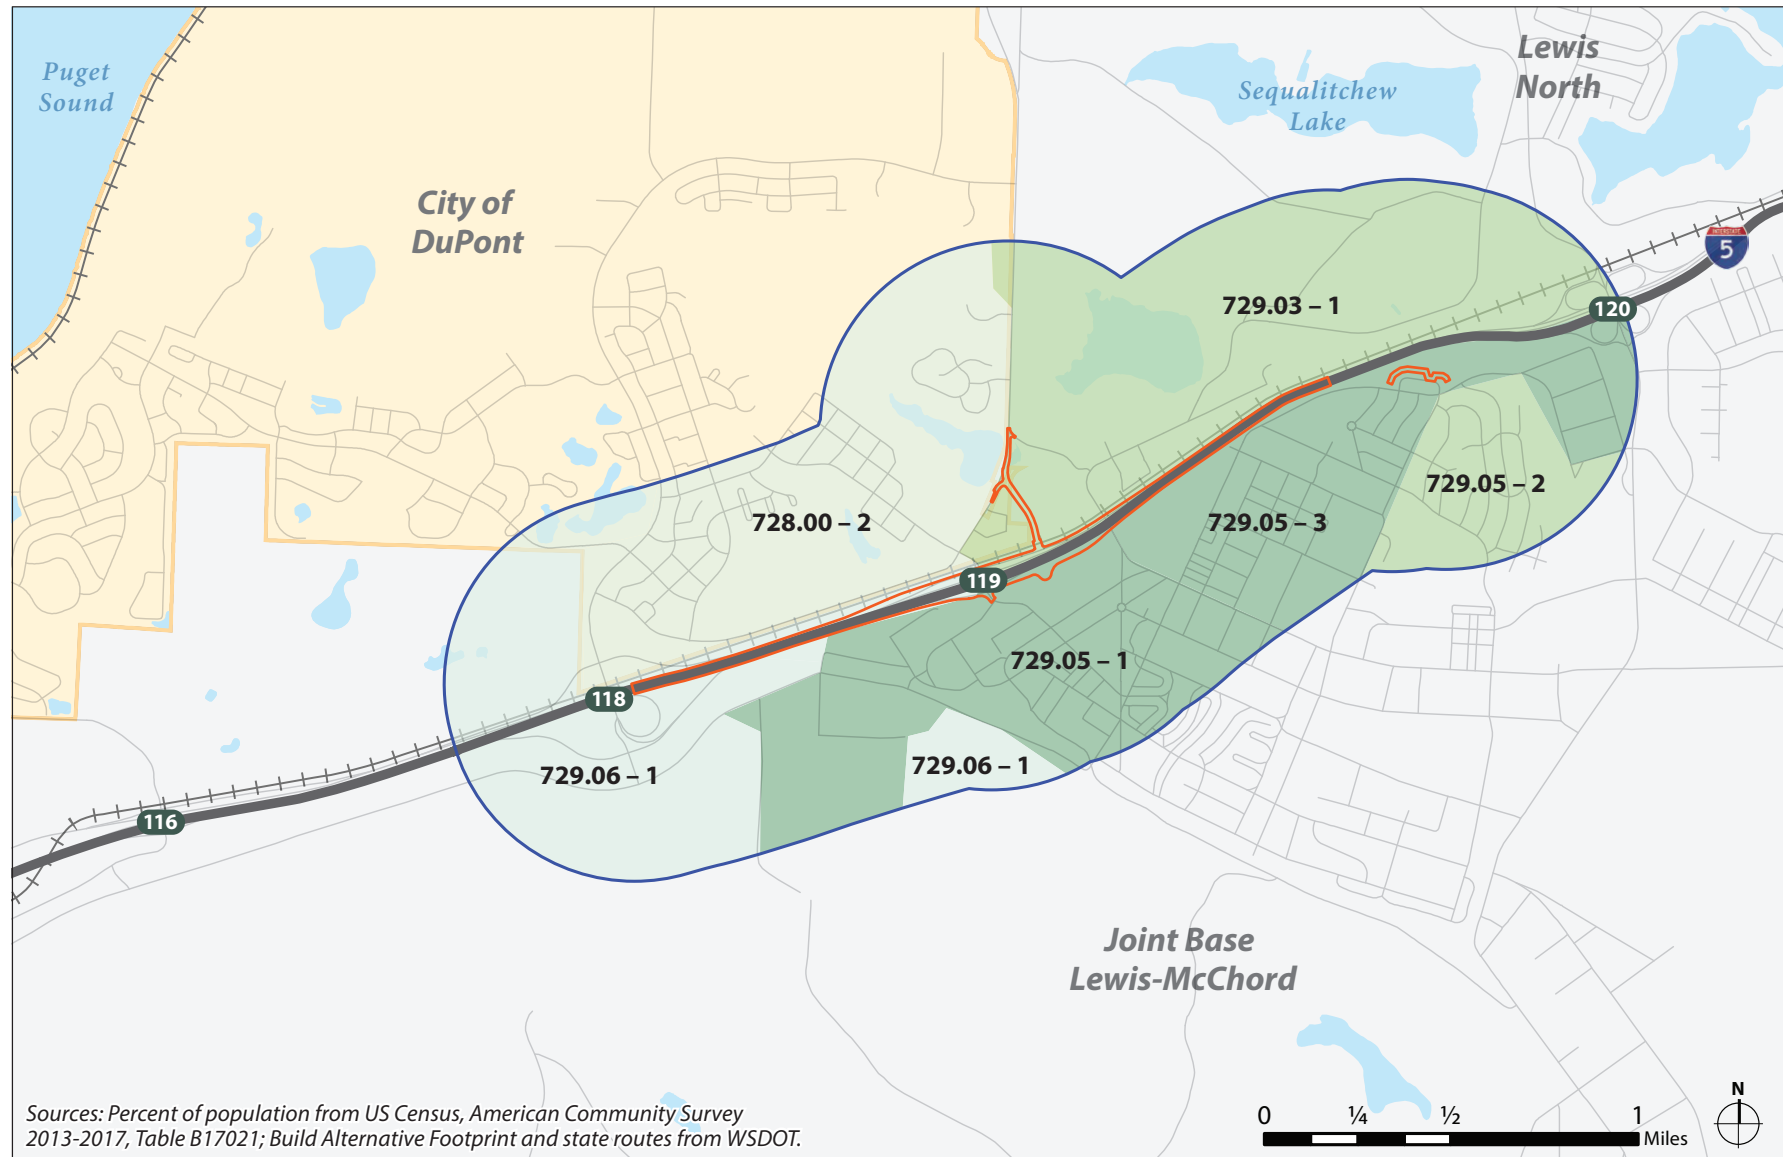 Puget
Sound
Lewis
North
Sequalitchew
Lake
City of
DuPont
INTERSTATE
5
729.03 – 1
120
729.05 – 2
728.00 – 2
729.05 – 3
119
729.05 – 1
118
729.06 – 1
729.06 – 1
116
Joint Base
Lewis-McChord
Sources: Percent of population from US Census, American Community Survey
2013-2017, Table B17021; Build Alternative Footprint and state routes from WSDOT.
0 ¼ ½ 1
Miles
N